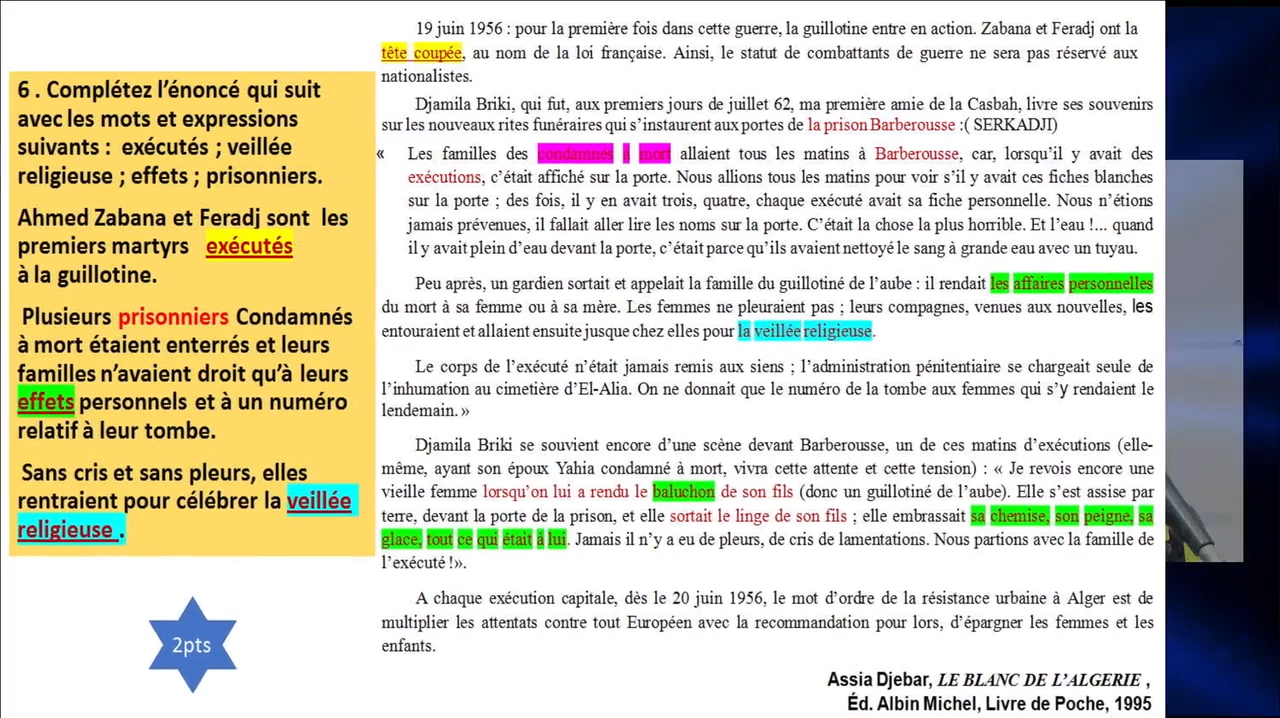 6 . Complétez l’énoncé qui suit
avec les mots et expressions
suivants : exécutés ; veillée
religieuse ; effets ; prisonniers.
Ahmed Zabana et Feradj sont les
premiers martyrs exécutés
à la guillotine.
Plusieurs prisonniers Condamnés
à mort étaient enterrés et leurs
familles n’avaient droit qu’à leurs
effets personnels et à un numéro
relatif à leur tombe.
Sans cris et sans pleurs, elles
rentraient pour célébrer la veillée
religieuse .
2pts
19 juin 1956 : pour la première fois dans cette guerre, la guillotine entre en action. Zabana et Feradj ont la
tête coupée, au nom de la loi française. Ainsi, le statut de combattants de guerre ne sera pas réservé aux
nationalistes.
Djamila Briki, qui fut, aux premiers jours de juillet 62, ma première amie de la Casbah, livre ses souvenirs
sur les nouveaux rites funéraires qui s’instaurent aux portes de la prison Barberousse :( SERKADJI)
« Les familles des condamnés à mort allaient tous les matins à Barberousse, car, lorsqu’il y avait des
exécutions, c’était affiché sur la porte. Nous allions tous les matins pour voir s’il y avait ces fiches blanches
sur la porte ; des fois, il y en avait trois, quatre, chaque exécuté avait sa fiche personnelle. Nous n’étions
jamais prévenues, il fallait aller lire les noms sur la porte. C’était la chose la plus horrible. Et l’eau !... quand
il y avait plein d’eau devant la porte, c’était parce qu’ils avaient nettoyé le sang à grande eau avec un tuyau.
Peu après, un gardien sortait et appelait la famille du guillotiné de l’aube : il rendait les affaires personnelles
du mort à sa femme ou à sa mère. Les femmes ne pleuraient pas ; leurs compagnes, venues aux nouvelles, les
entouraient et allaient ensuite jusque chez elles pour la veillée religieuse.
Le corps de l’exécuté n’était jamais remis aux siens ; l’administration pénitentiaire se chargeait seule de
l’inhumation au cimetière d’El-Alia. On ne donnait que le numéro de la tombe aux femmes qui s’y rendaient le
lendemain. »
Djamila Briki se souvient encore d’une scène devant Barberousse, un de ces matins d’exécutions (elle-
même, ayant son époux Yahia condamné à mort, vivra cette attente et cette tension) : « Je revois encore une
vieille femme lorsqu’on lui a rendu le baluchon de son fils (donc un guillotiné de l’aube). Elle s’est assise par
terre, devant la porte de la prison, et elle sortait le linge de son fils ; elle embrassait sa chemise, son peigne, sa
glace, tout ce qui était à lui. Jamais il n’y a eu de pleurs, de cris de lamentations. Nous partions avec la famille de
l’exécuté !».
A chaque exécution capitale, dès le 20 juin 1956, le mot d’ordre de la résistance urbaine à Alger est de
multiplier les attentats contre tout Européen avec la recommandation pour lors, d’épargner les femmes et les
enfants.
Assia Djebar, LE BLANC DE L’ALGERIE ,
Éd. Albin Michel, Livre de Poche, 1995